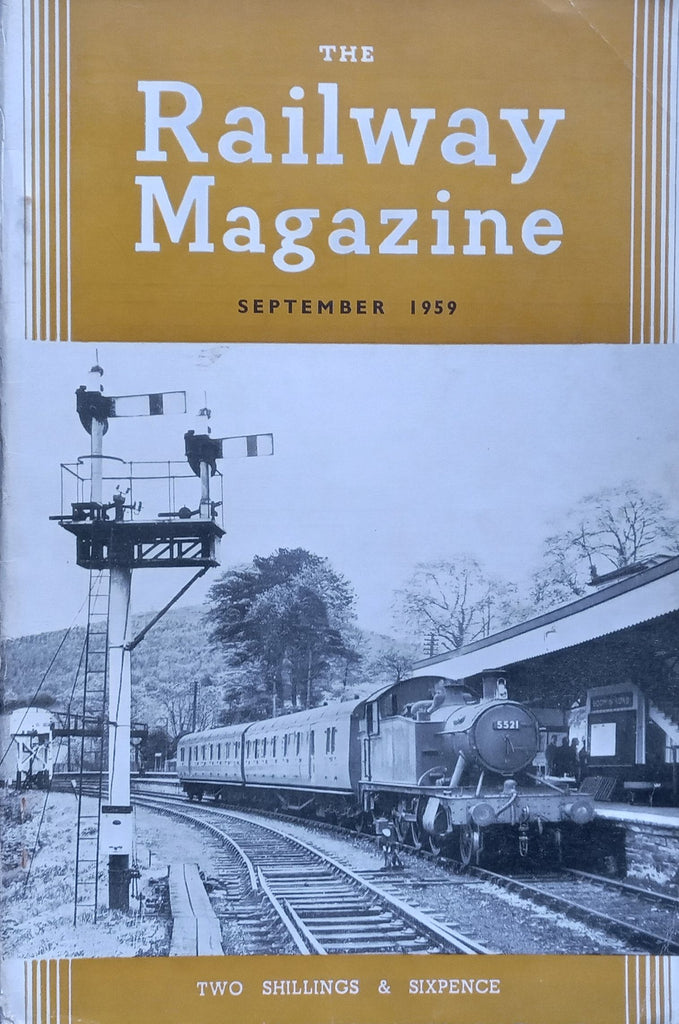 THE
Railway
Magazine
SEPTEMBER 1959
5521
TWO SHILLINGS & SIXPENCE